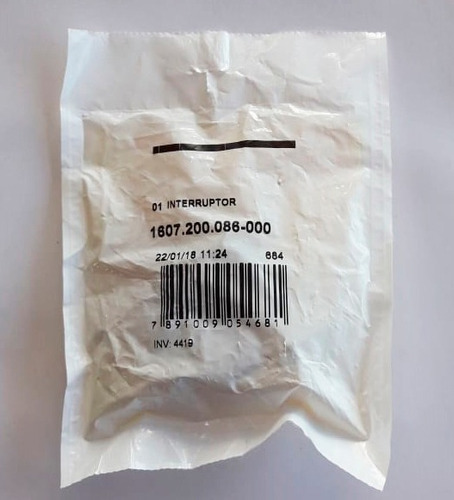 01 INTERRUPTOR
1607.200.086-000
22/01/18 11:24 684
7 891009 054681
INV: 4419